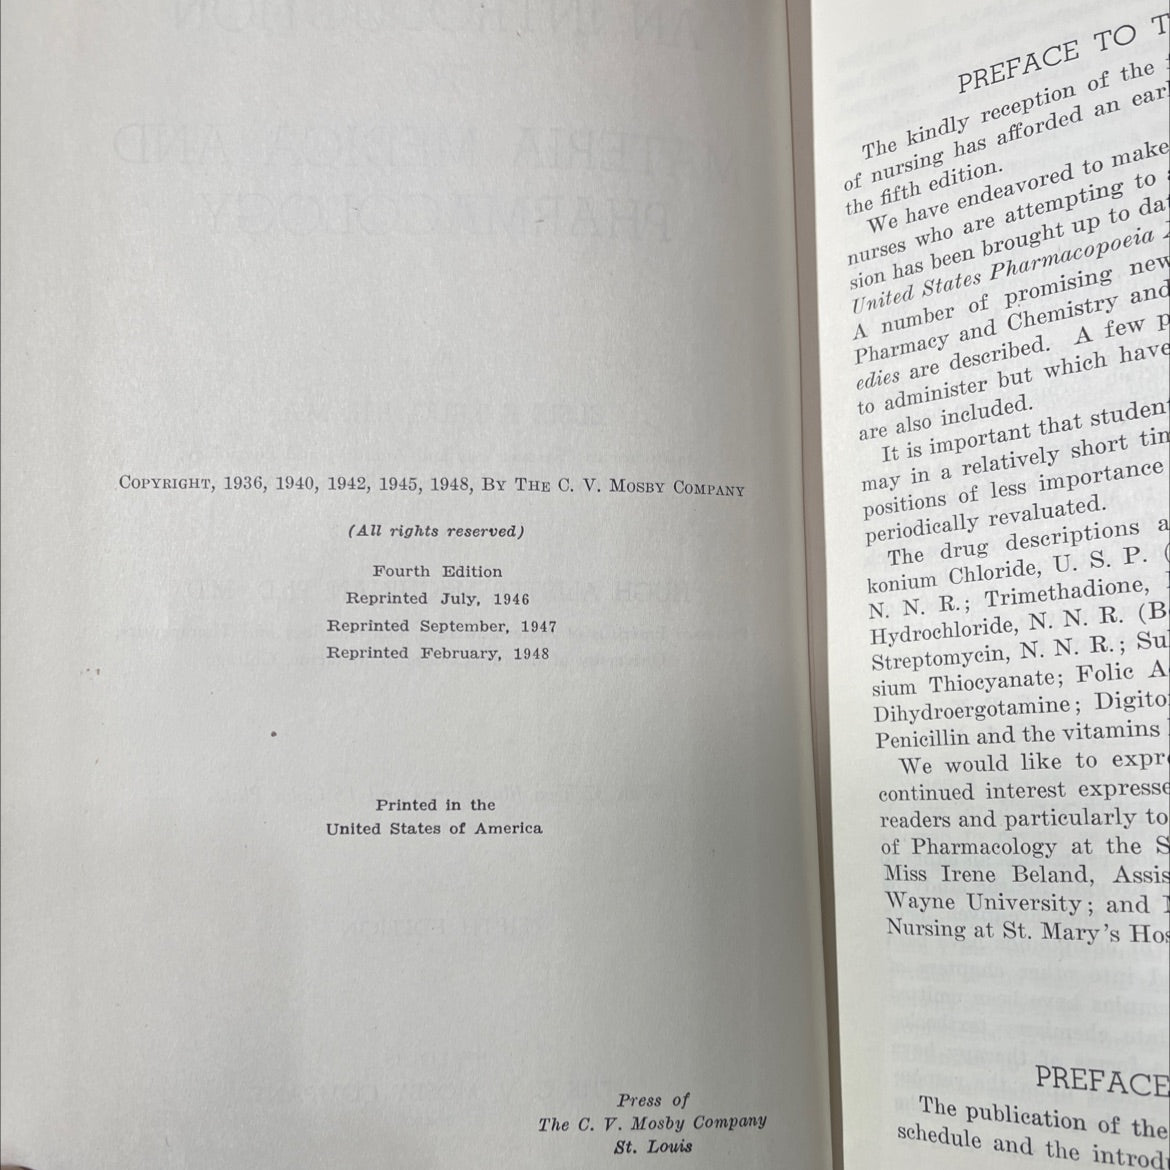 COPYRIGHT, 1936, 1940, 1942, 1945, 1948, BY THE C. V. MOSBY COMPANY
(All rights reserved)
Fourth Edition
Reprinted July, 1946
Reprinted September, 1947
Reprinted February, 1948
Printed in the
United States of America
Press of
The C. V. Mosby Company
St. Louis
PREFACE TO T
The kindly reception of the
of nursing has afforded an earl
the fifth edition.
We have endeavored to make
nurses who are attempting to
sion has been brought up to dat
United States Pharmacopoeia
A number of promising new
Pharmacy and Chemistry and
edies are described. A few p
to administer but which have
are also included.
It is important that student
may in a relatively short tim
positions of less importance
periodically revaluated.
The drug descriptions a
konium Chloride, U. S. P. (
N. N. R.; Trimethadione,
Hydrochloride, N. N. R. (B
Streptomycin, N. N. R.; Su
sium Thiocyanate; Folic A
Dihydroergotamine; Digito
Penicillin and the vitamins
We would like to expre
continued interest expresse
readers and particularly to
of Pharmacology at the S
Miss Irene Beland, Assis
Wayne University; and
Nursing at St. Mary's Hos
PREFACE
The publication of the
schedule and the introd